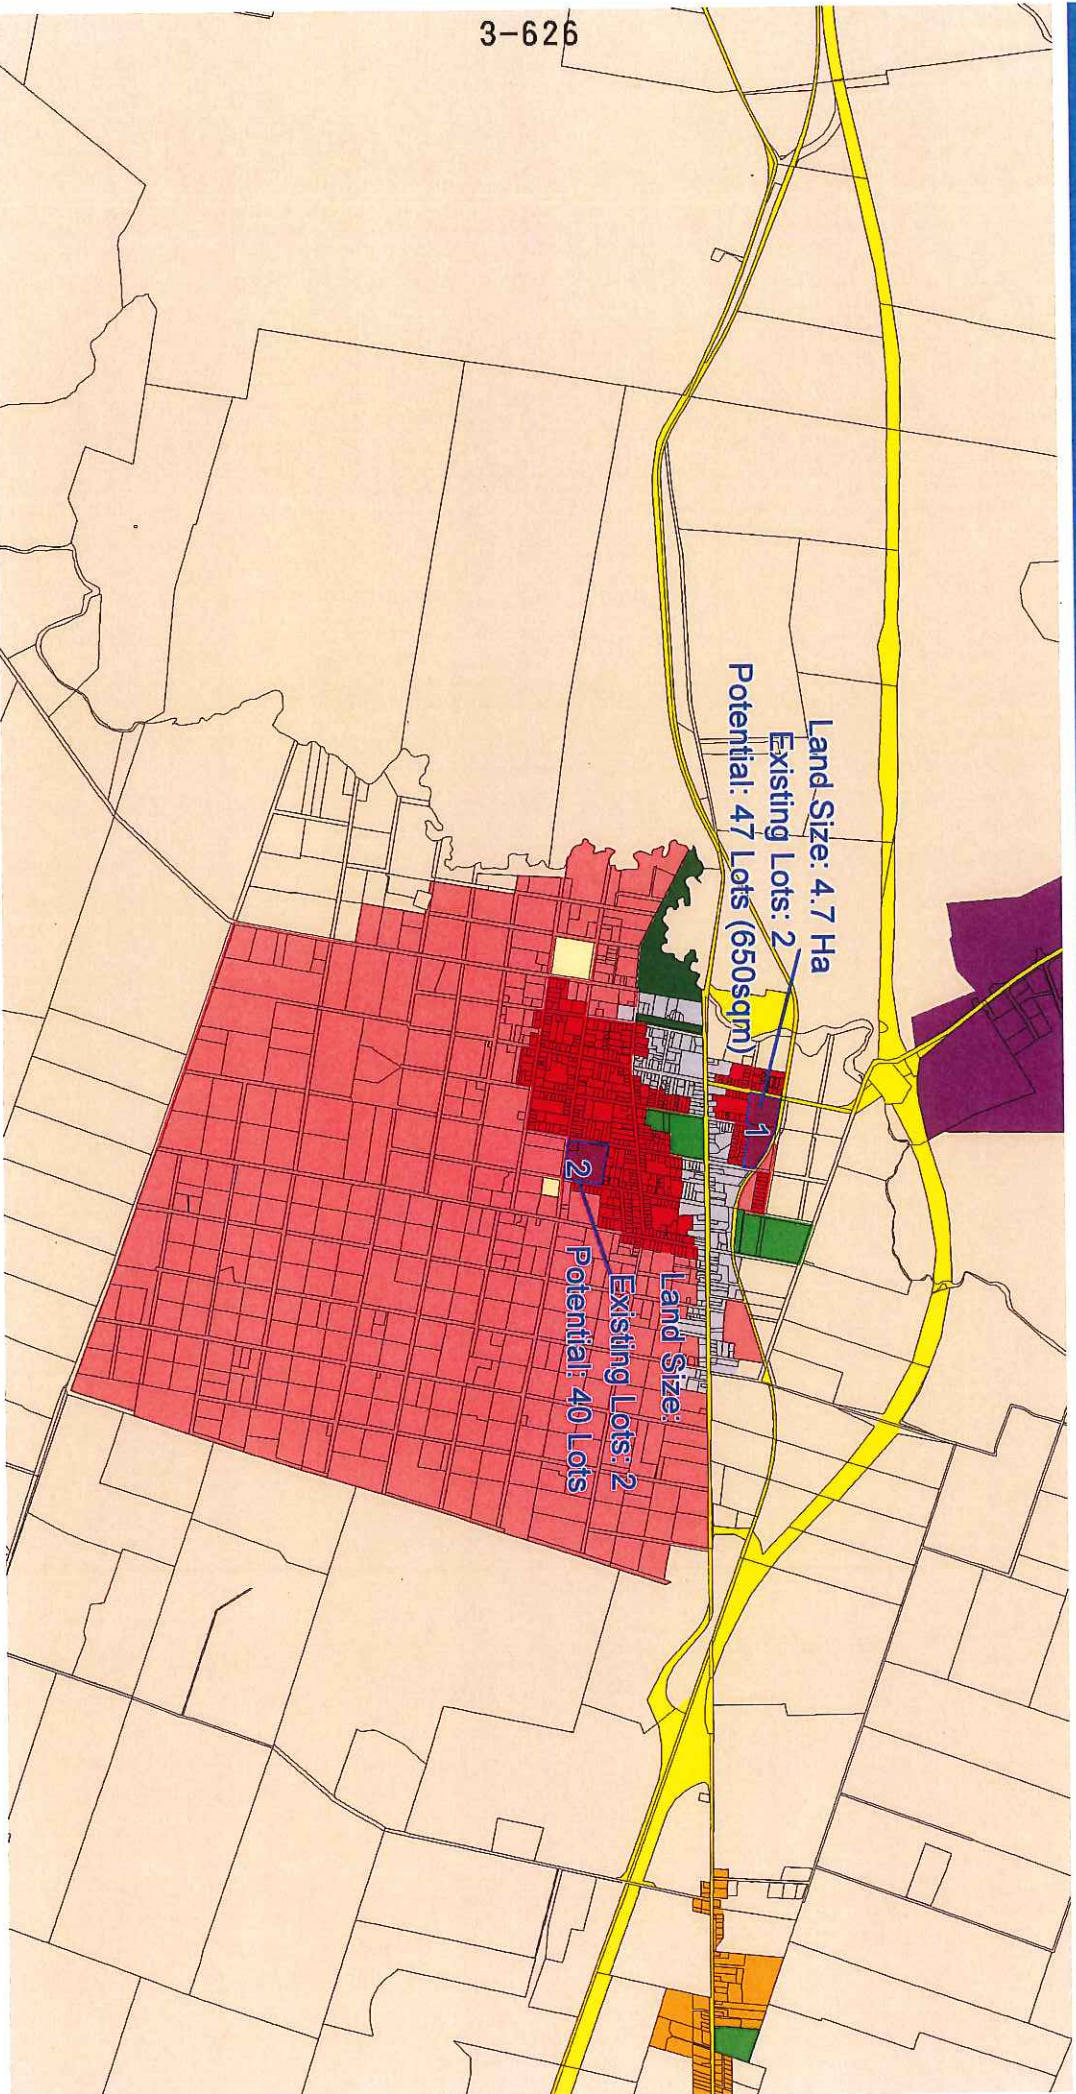 3-626
Land Size: 4.7 Ha
Existing Lots: 2
Potential: 47 Lots (650sqm)
1
2
Land Size:
Existing Lots: 2
Potential: 40 Lots